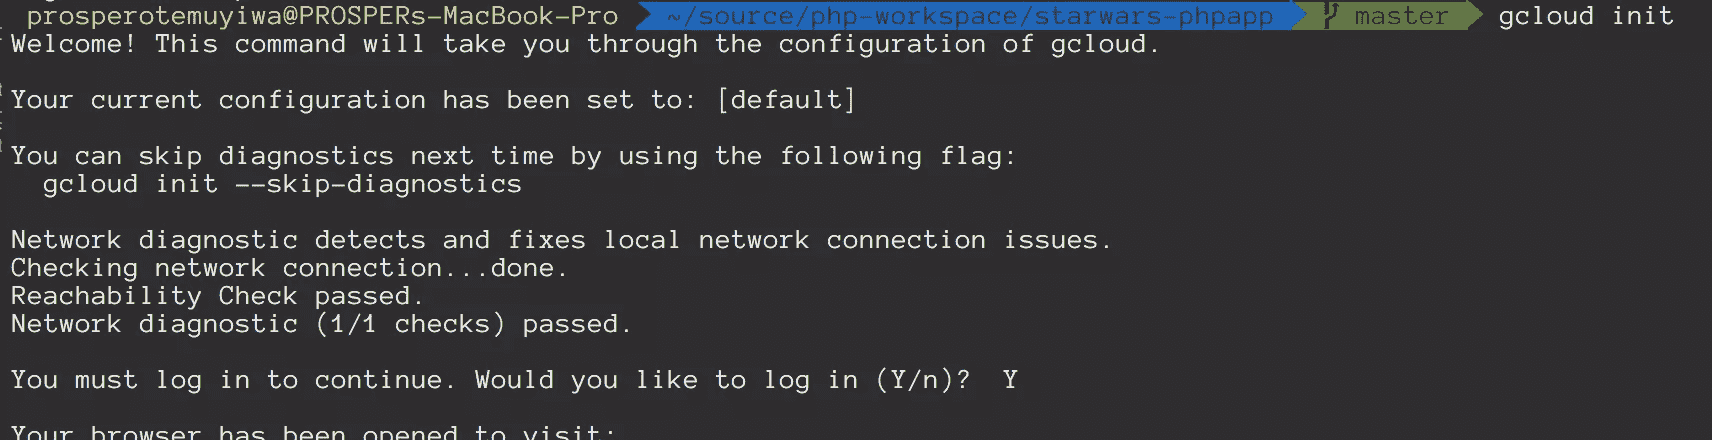 prosperotemuyiwa@PROSPERs-MacBook-Pro ~/source/php-workspace/starwars-phpapp master gcloud init
Welcome! This command will take you through the configuration of gcloud.
Your current configuration has been set to: [default]
You can skip diagnostics next time by using the following flag:
gcloud init --skip-diagnostics
Network diagnostic detects and fixes local network connection issues.
Checking network connection...done.
Reachability Check passed.
Network diagnostic (1/1 checks) passed.
You must log in to continue. Would you like to log in (Y/n)? Y
Your browser has been opened to visit: